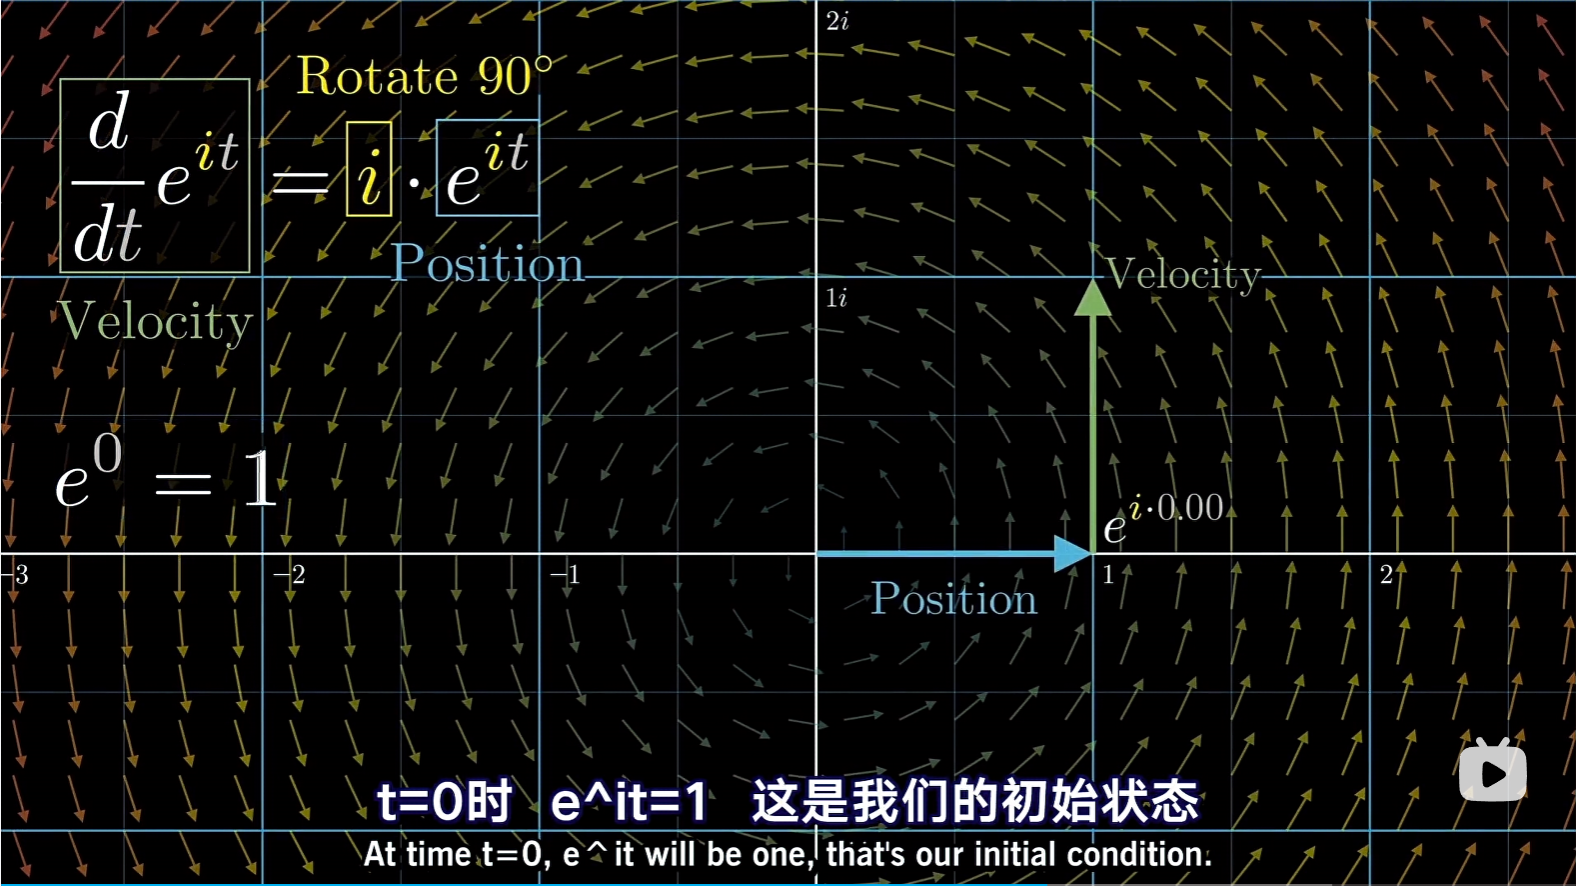 2i
Rotate 90°
d/dt e^{it} = i · e^{it}
Position
Velocity
Velocity
1i
e^0 = 1
e^{i·0.00}
−3
−2
−1
1
2
Position
t=0时 e^it=1 这是我们的初始状态
At time t=0, e^it will be one, that's our initial condition.